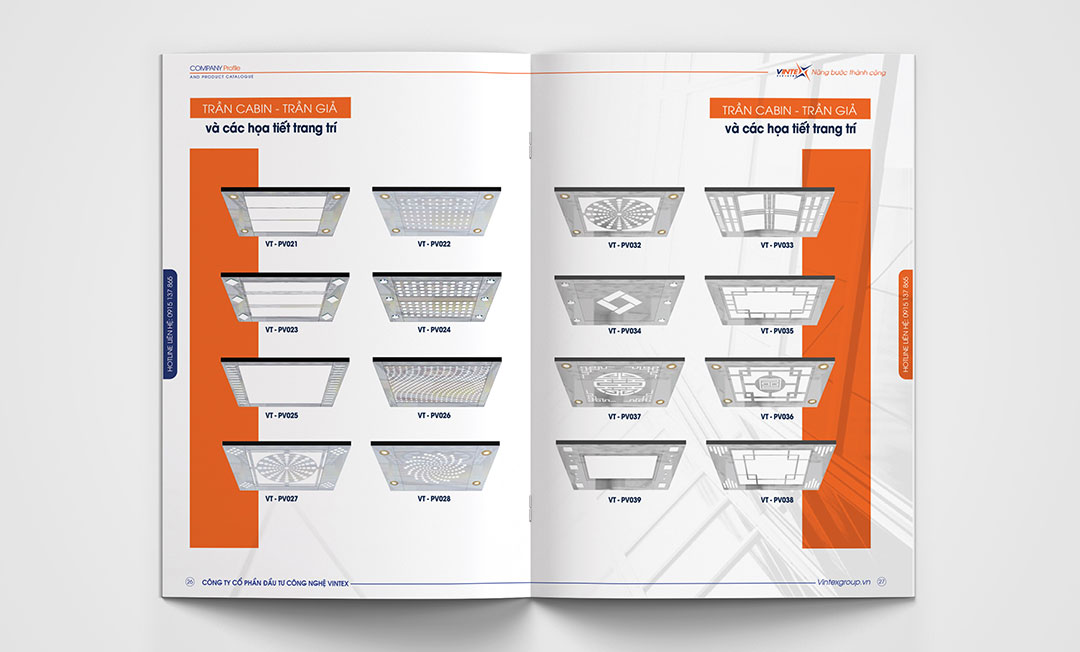 COMPANY Profile
AND PRODUCT CATALOGUE
TRẦN CABIN - TRẦN GIẢ
và các họa tiết trang trí
VT - PV021
VT - PV022
VT - PV023
VT - PV024
VT - PV025
VT - PV026
VT - PV027
VT - PV028
HOTLINE LIÊN HỆ: 0915 137 865
26
CÔNG TY CỔ PHẦN ĐẦU TƯ CÔNG NGHỆ VINTEX
VINTEX
Nâng bước thành công
TRẦN CABIN - TRẦN GIẢ
và các họa tiết trang trí
VT - PV032
VT - PV033
VT - PV034
VT - PV035
VT - PV037
VT - PV036
VT - PV039
VT - PV038
HOTLINE LIÊN HỆ: 0915 137 865
Vintexgroup.vn
27